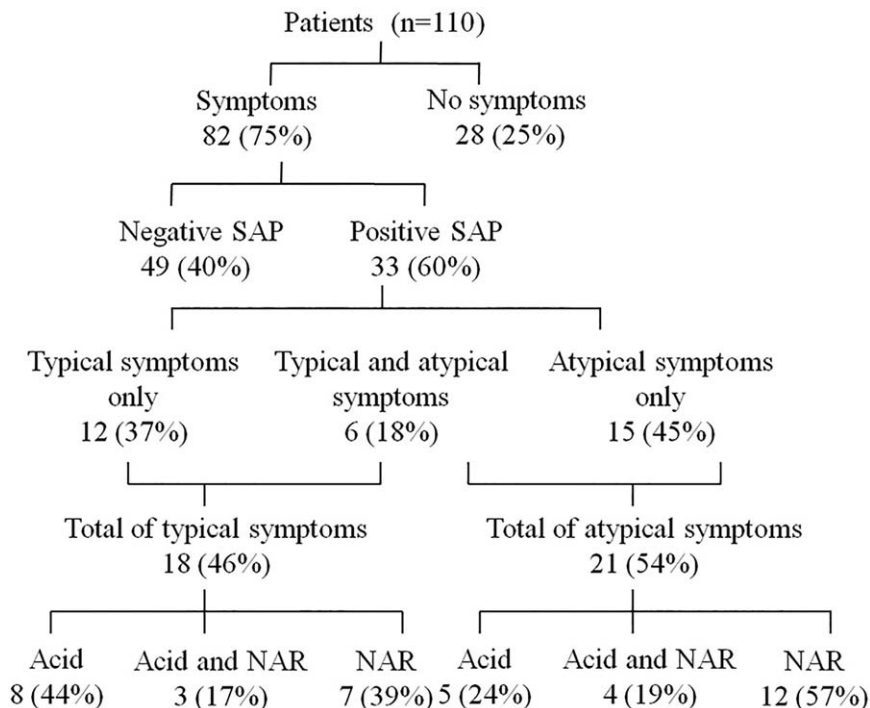 Patients (n=110)
Symptoms No symptoms
82 (75%) 28 (25%)
Negative SAP Positive SAP
49 (40%) 33 (60%)
Typical symptoms only
12 (37%)
Typical and atypical symptoms
6 (18%)
Atypical symptoms only
15 (45%)
Total of typical symptoms
18 (46%)
Total of atypical symptoms
21 (54%)
Acid Acid and NAR NAR Acid Acid and NAR NAR
8 (44%) 3 (17%) 7 (39%) 5 (24%) 4 (19%) 12 (57%)